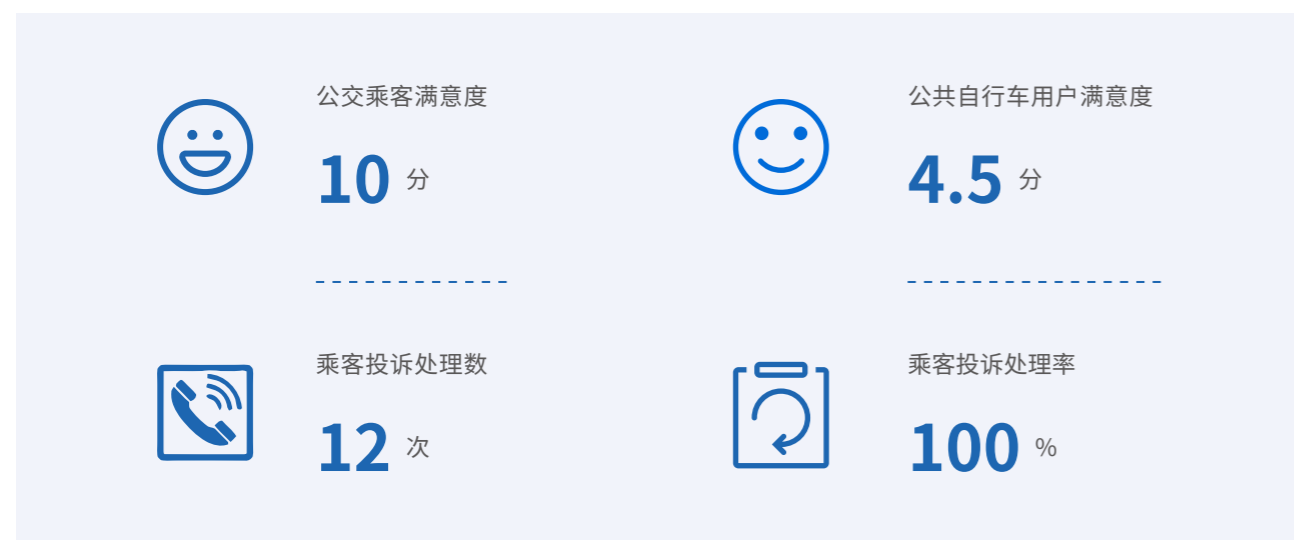 公交乘客满意度
10 分
公共自行车用户满意度
4.5 分
乘客投诉处理数
12 次
乘客投诉处理率
100 %